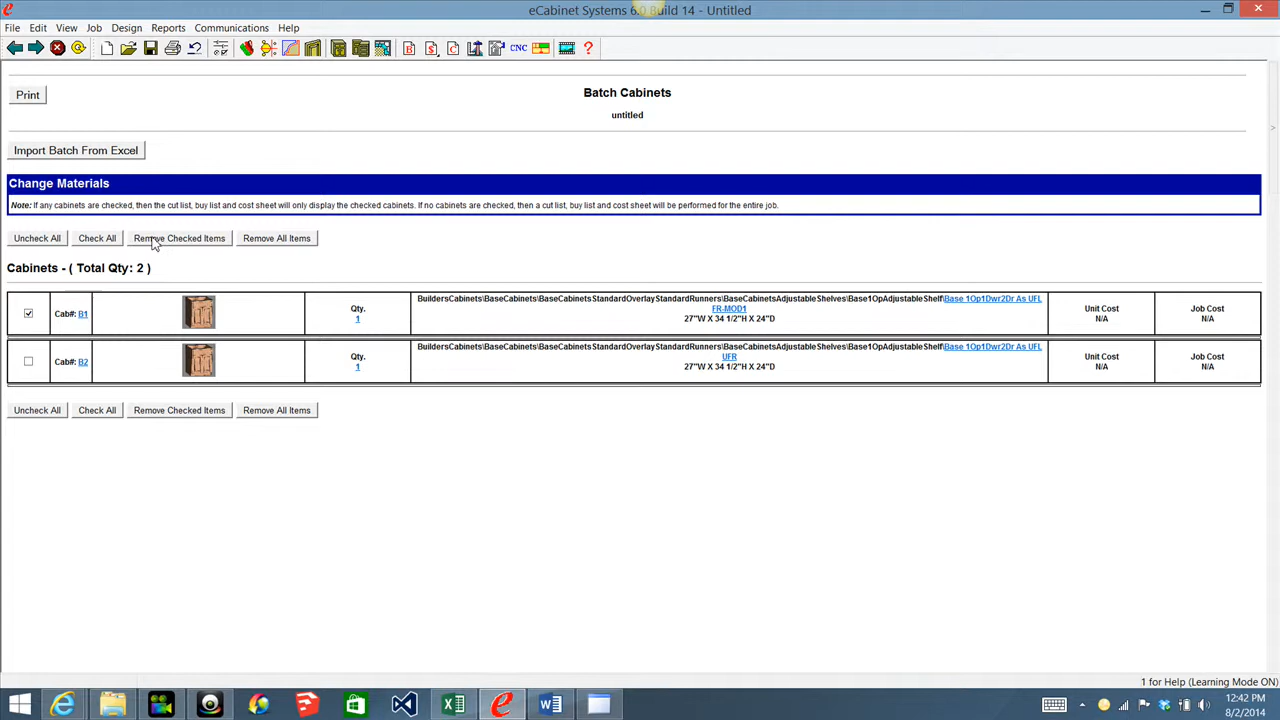 eCabinet Systems 6.0 Build 14 - Untitled
File Edit View Job Design Reports Communications Help
CNC
Print
Batch Cabinets
untitled
Import Batch From Excel
Change Materials
Note: If any cabinets are checked, then the cut list, buy list and cost sheet will only display the checked cabinets. If no cabinets are checked, then a cut list, buy list and cost sheet will be performed for the entire job.
Uncheck All Check All Remove Checked Items Remove All Items
Cabinets - ( Total Qty: 2 )
Cab#: B1
Qty.
1
BuildersCabinets\BaseCabinets\BaseCabinetsStandardOverlayStandardRunners\BaseCabinetsAdjustableShelves\Base1OpAdjustableShelf\Base 1Op1Dwr2Dr As UFL
FR-MOD1
27"W X 34 1/2"H X 24"D
Unit Cost
N/A
Job Cost
N/A
Cab#: B2
Qty.
1
BuildersCabinets\BaseCabinets\BaseCabinetsStandardOverlayStandardRunners\BaseCabinetsAdjustableShelves\Base1OpAdjustableShelf\Base 1Op1Dwr2Dr As UFL
UFR
27"W X 34 1/2"H X 24"D
Unit Cost
N/A
Job Cost
N/A
Uncheck All Check All Remove Checked Items Remove All Items
1 for Help (Learning Mode ON)
12:42 PM
8/2/2014